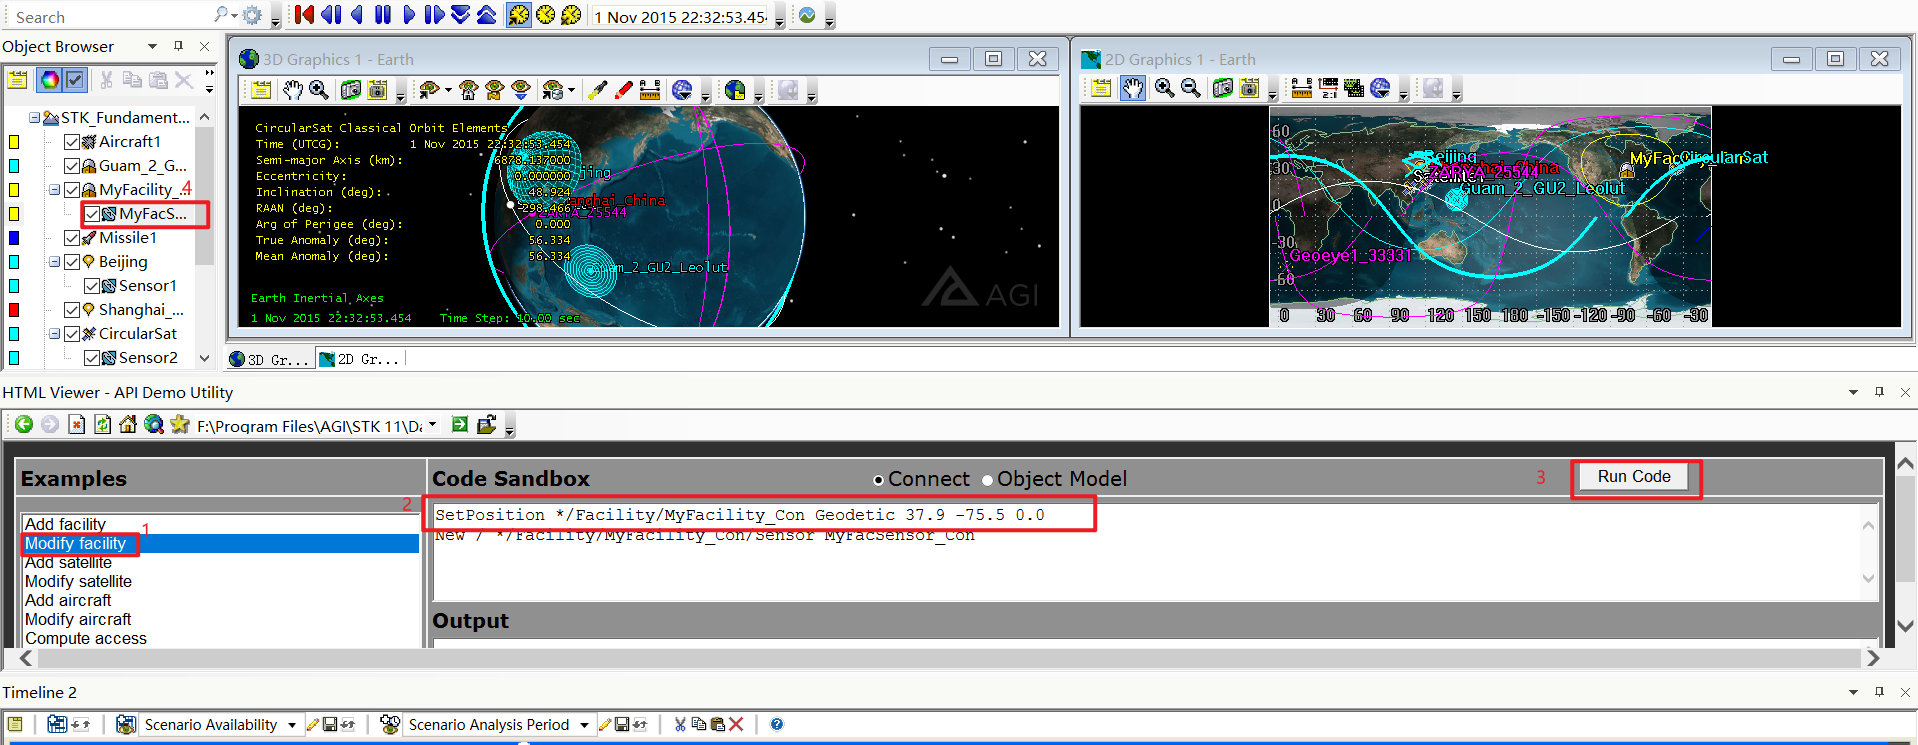 Search
1 Nov 2015 22:32:53.45
Object Browser
STK_Fundament...
Aircraft1
Guam_2_G...
MyFacility_... 4
MyFacS...
Missile1
Beijing
Sensor1
Shanghai_...
CircularSat
Sensor2
3D Graphics 1 - Earth
CircularSat Classical Orbit Elements
Time (UTCG): 1 Nov 2015 22:32:53.454
Semi-major Axis (km): 6878.137000
Eccentricity: 0.000000
Inclination (deg): 48.924
RAAN (deg): -298.466
Arg of Perigee (deg): 0.000
True Anomaly (deg): 56.334
Mean Anomaly (deg): 56.334
jing
anghai_China
ZARYA_25544
uam_2_GU2_Leolut
AGI
Earth Inertial Axes
1 Nov 2015 22:32:53.454 Time Step: 10.00 sec
2D Graphics 1 - Earth
60
30
0
-30
60
Beijing
hai_China
ZARYA_25544
Guam_2_GU2_Leolut
MyFac
CircularSat
Geoeye1_33331
0 30 60 90 120 150 -150 -120 -90 -60 -30
3D Gr...
2D Gr...
HTML Viewer - API Demo Utility
F:\Program Files\AGI\STK 11\Da
Examples
Add facility
Modify facility 1
Add satellite
Modify satellite
Add aircraft
Modify aircraft
Compute access
Code Sandbox
Connect Object Model
3 Run Code
2
SetPosition */Facility/MyFacility_Con Geodetic 37.9 -75.5 0.0
New / */Facility/MyFacility_Con/Sensor MyFacSensor_Con
Output
Timeline 2
Scenario Availability
Scenario Analysis Period